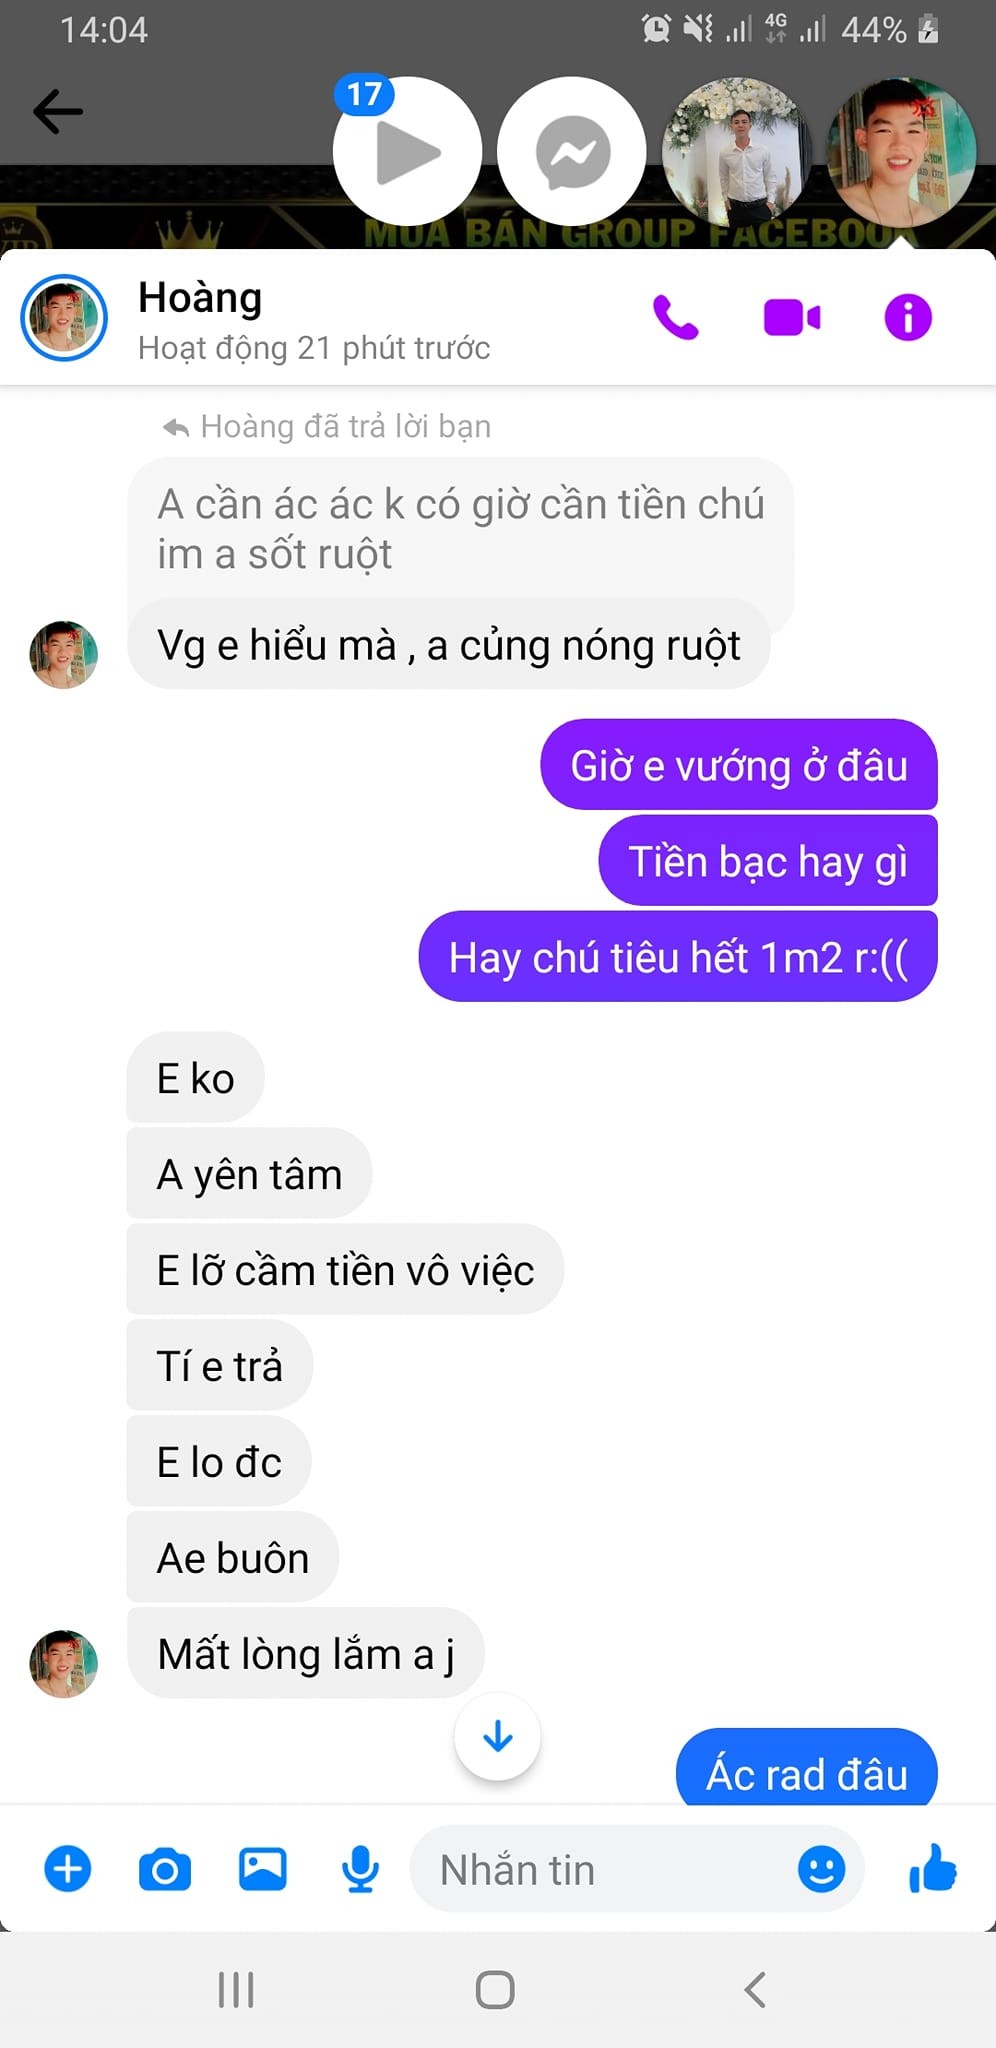 14:04
4G
44%
17
VIP
MUA BÁN GROUP FACEBOOK
Hoàng
Hoạt động 21 phút trước
Hoàng đã trả lời bạn
A cần ác ác k có giờ cần tiền chú
im a sốt ruột
Vg e hiểu mà , a củng nóng ruột
Giờ e vướng ở đâu
Tiền bạc hay gì
Hay chú tiêu hết 1m2 r:((
E ko
A yên tâm
E lỡ cầm tiền vô việc
Tí e trả
E lo đc
Ae buôn
Mất lòng lắm a j
Ác rad đâu
Nhắn tin